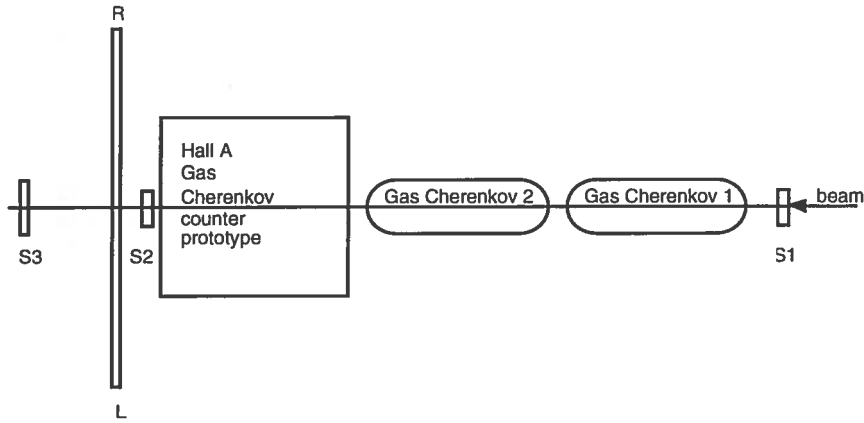 R
Hall A
Gas
Cherenkov
counter
prototype
Gas Cherenkov 2
Gas Cherenkov 1
beam
S3
S2
S1
L